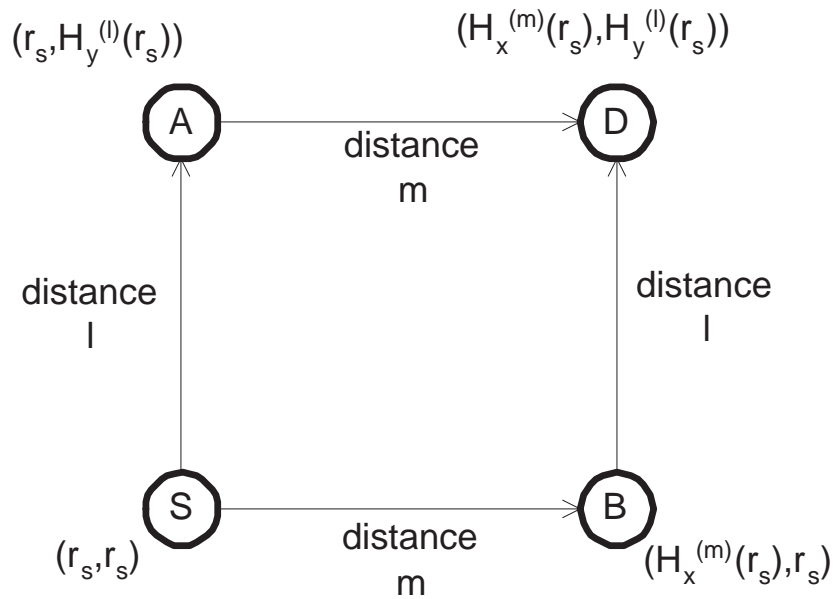 (r_s,H_y^(l)(r_s))
(H_x^(m)(r_s),H_y^(l)(r_s))
A
D
distance
m
distance
l
distance
l
S
B
distance
m
(r_s,r_s)
(H_x^(m)(r_s),r_s)